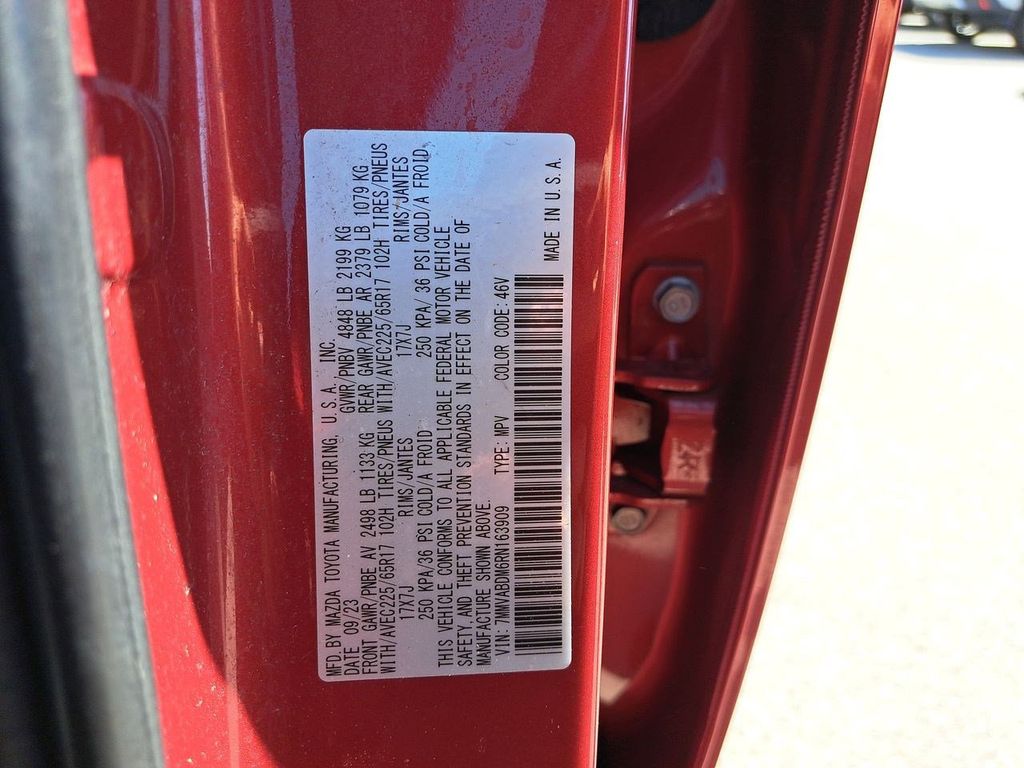 MFD.BY MAZDA TOYOTA MANUFACTURING, U.S.A., INC.
DATE 09/23 GVWR/PNBV 4848 LB 2199 KG
FRONT GAWR/PNBE AV 2498 LB 1133 KG REAR GAWR/PNBE AR 2379 LB 1079 KG
WITH/AVEC225/65R17 102H TIRES/PNEUS WITH/AVEC225/65R17 102H TIRES/PNEUS
17X7J RIMS/JANTES 17X7J RIMS/JANTES
250 KPA/36 PSI COLD/A FROID 250 KPA/ 36 PSI COLD/A FROID
THIS VEHICLE CONFORMS TO ALL APPLICABLE FEDERAL MOTOR VEHICLE
SAFETY,AND THEFT PREVENTION STANDARDS IN EFFECT ON THE DATE OF
MANUFACTURE SHOWN ABOVE.
VIN: 7MMVABDM6RN163909 TYPE: MPV COLOR CODE: 46V
MADE IN U.S.A.